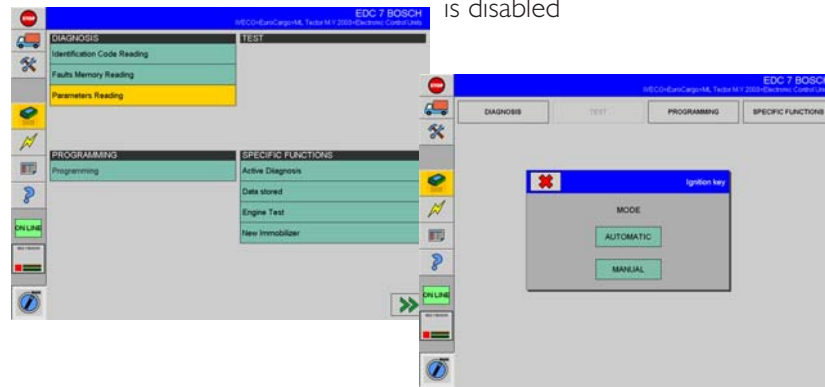 is disabled
EDC 7 BOSCH
IVECO»EuroCargo»ML Tector M.Y 2003»Electronic Control Units
STOP
DIAGNOSIS
Identification Code Reading
Faults Memory Reading
Parameters Reading
TEST
PROGRAMMING
Programming
SPECIFIC FUNCTIONS
Active Diagnosis
Data stored
Engine Test
New Immobilizer
ON LINE
EDC 7 BOSCH
IVECO»EuroCargo»ML Tector M.Y 2003»Electronic Control Units
STOP
DIAGNOSIS
TEST
PROGRAMMING
SPECIFIC FUNCTIONS
Ignition key
MODE
AUTOMATIC
MANUAL
ON LINE